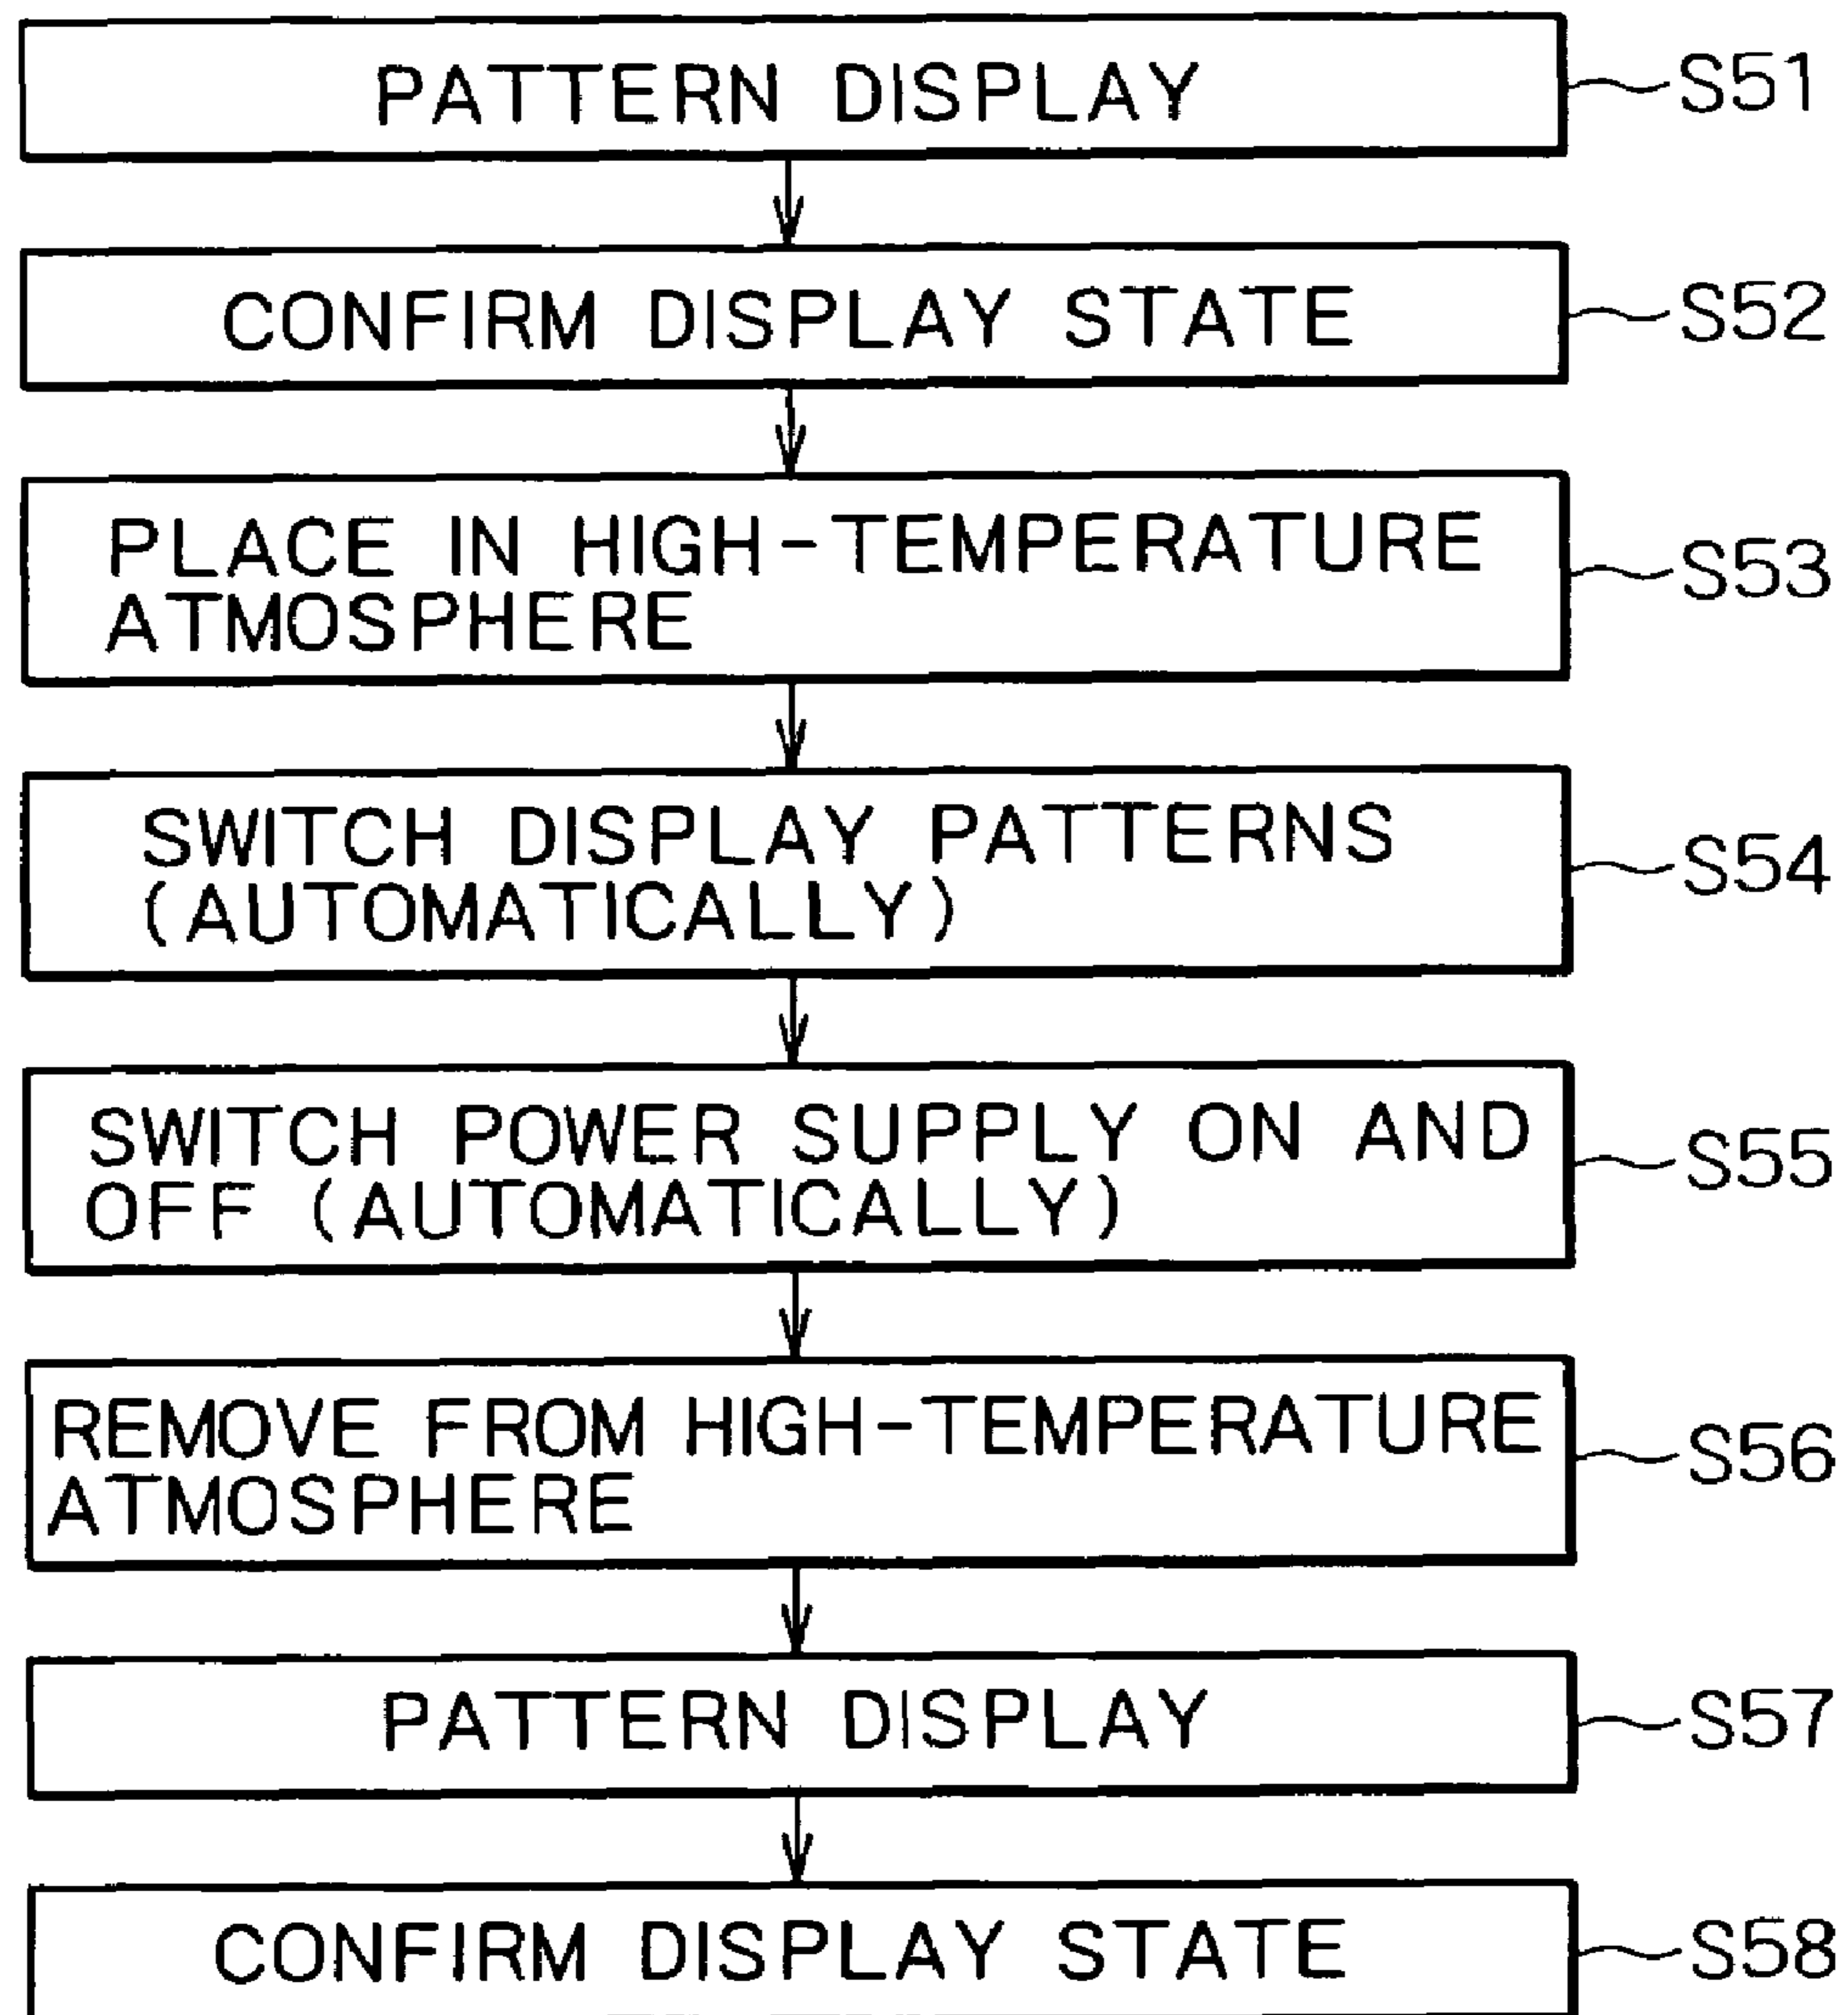 PATTERN DISPLAY
S51
CONFIRM DISPLAY STATE
S52
PLACE IN HIGH-TEMPERATURE
ATMOSPHERE
S53
SWITCH DISPLAY PATTERNS
(AUTOMATICALLY)
S54
SWITCH POWER SUPPLY ON AND
OFF (AUTOMATICALLY)
S55
REMOVE FROM HIGH-TEMPERATURE
ATMOSPHERE
S56
PATTERN DISPLAY
S57
CONFIRM DISPLAY STATE
S58